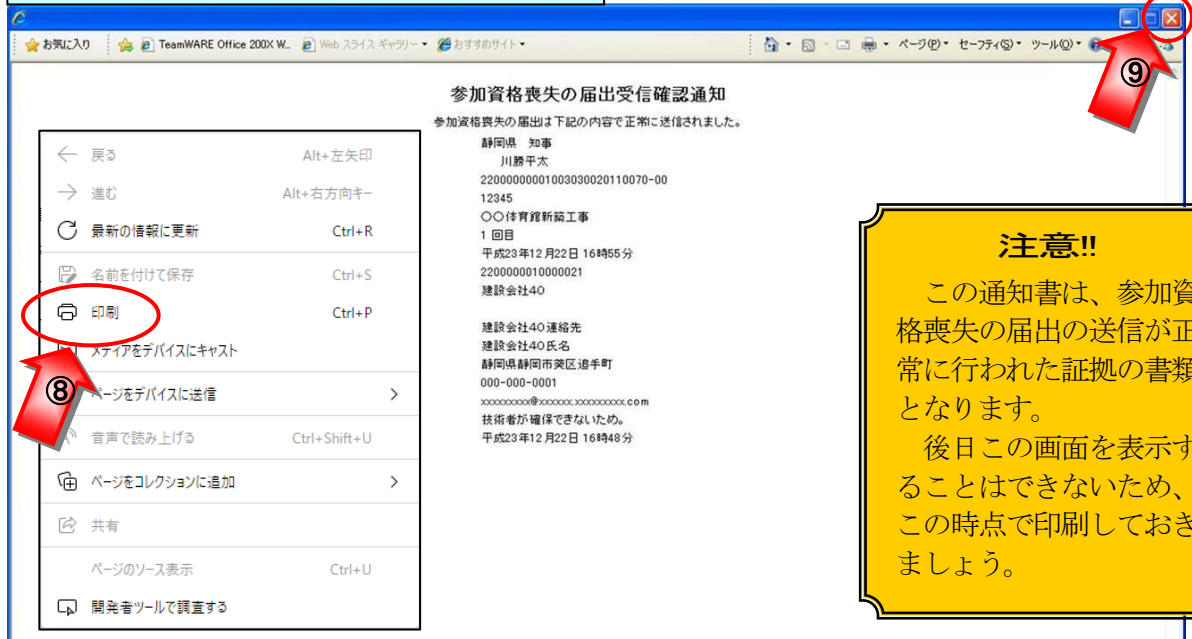 お気に入り
TeamWARE Office 200X W...
Web スライス ギャラリー
おすすめサイト
ページ(P)
セーフティ(S)
ツール(O)
⑨
参加資格喪失の届出受信確認通知
参加資格喪失の届出は下記の内容で正常に送信されました。
静岡県 知事
川勝平太
22000000001003030020110070-00
12345
〇〇体育館新築工事
1 回目
平成23年12月22日 16時55分
2200000010000021
建設会社40
建設会社40連絡先
建設会社40氏名
静岡県静岡市葵区追手町
000-000-0001
xxxxxxxxx@xxxxxx.xxxxxxxxx.com
技術者が確保できないため。
平成23年12月22日 16時48分
戻る Alt+左矢印
進む Alt+右方向キー
最新の情報に更新 Ctrl+R
名前を付けて保存 Ctrl+S
印刷 Ctrl+P
メディアをデバイスにキャスト
⑧
ページをデバイスに送信
音声で読み上げる Ctrl+Shift+U
ページをコレクションに追加
共有
ページのソース表示 Ctrl+U
開発者ツールで調査する
注意!!
この通知書は、参加資
格喪失の届出の送信が正
常に行われた証拠の書類
となります。
後日この画面を表示す
ることはできないため、
この時点で印刷しておき
ましょう。